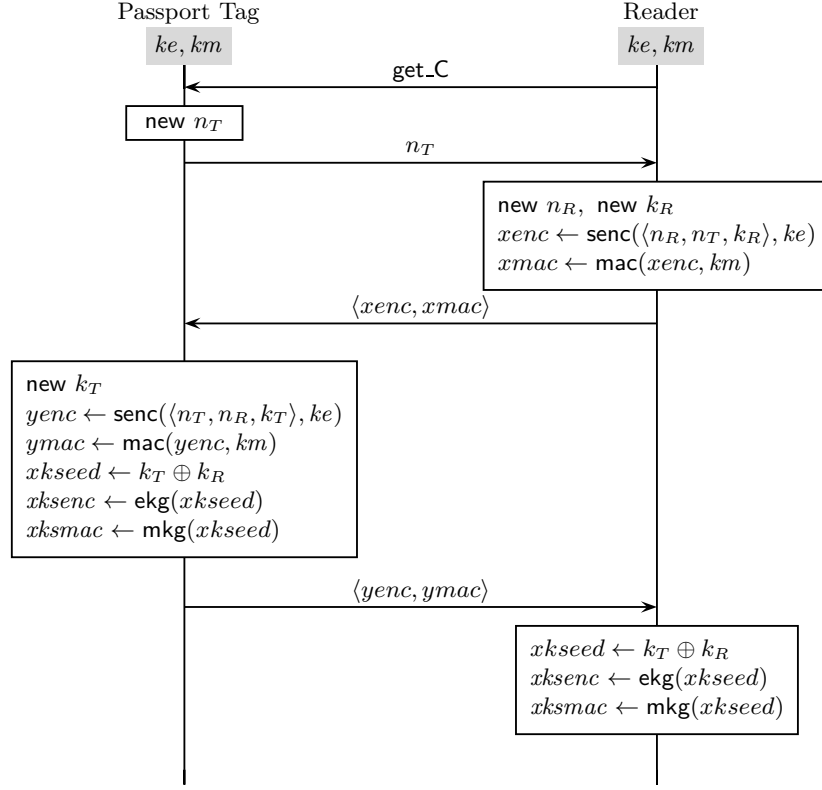 Passport Tag
Reader
ke, km
ke, km
get_C
new n_T
n_T
new n_R, new k_R
xenc ← senc(⟨n_R, n_T, k_R⟩, ke)
xmac ← mac(xenc, km)
⟨xenc, xmac⟩
new k_T
yenc ← senc(⟨n_T, n_R, k_T⟩, ke)
ymac ← mac(yenc, km)
xkseed ← k_T ⊕ k_R
xksenc ← ekg(xkseed)
xksmac ← mkg(xkseed)
⟨yenc, ymac⟩
xkseed ← k_T ⊕ k_R
xksenc ← ekg(xkseed)
xksmac ← mkg(xkseed)